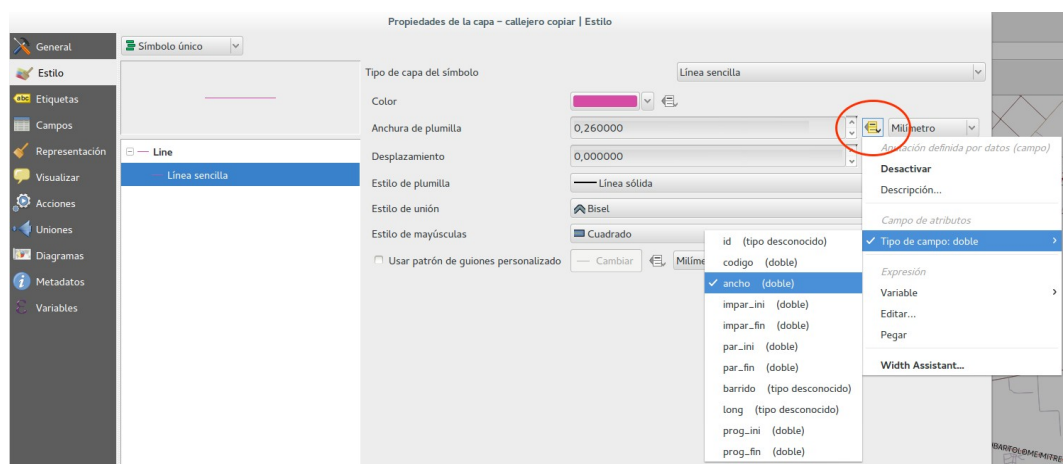 Propiedades de la capa – callejero copiar | Estilo
General
Estilo
Etiquetas
Campos
Representación
Visualizar
Acciones
Uniones
Diagramas
Metadatos
Variables
Símbolo único
Line
Línea sencilla
Tipo de capa del símbolo
Línea sencilla
Color
Anchura de plumilla
0,260000
Milímetro
Desplazamiento
0,000000
Estilo de plumilla
Línea sólida
Estilo de unión
Bisel
Estilo de mayúsculas
Cuadrado
Usar patrón de guiones personalizado
Cambiar
Milíme
Anulación definida por datos (campo)
Desactivar
Descripción...
Campo de atributos
Tipo de campo: doble
Expresión
Variable
Editar...
Pegar
Width Assistant...
id (tipo desconocido)
codigo (doble)
ancho (doble)
impar_ini (doble)
impar_fin (doble)
par_ini (doble)
par_fin (doble)
barrido (tipo desconocido)
long (tipo desconocido)
prog_ini (doble)
prog_fin (doble)
abc
BARTOLOME MITRE